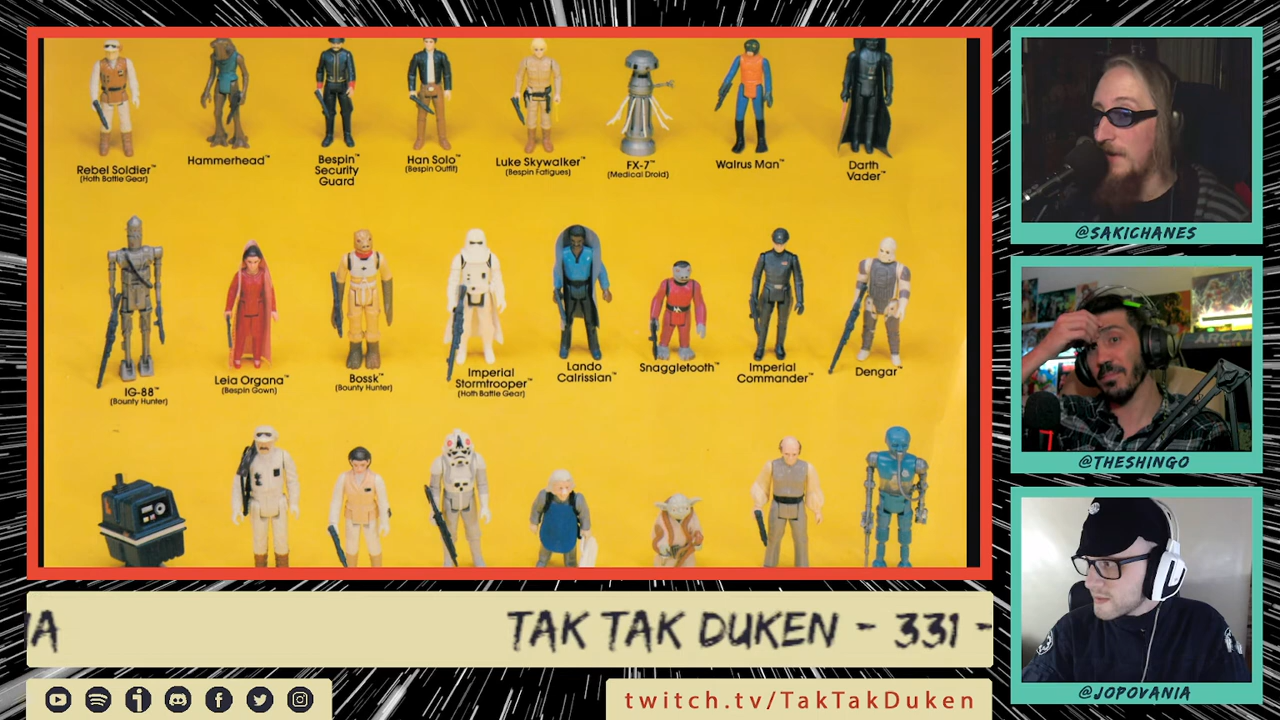 Rebel Soldier™
(Hoth Battle Gear)
Hammerhead™
Bespin™
Security
Guard
Han Solo™
(Bespin Outfit)
Luke Skywalker™
(Bespin Fatigues)
FX-7™
(Medical Droid)
Walrus Man™
Darth
Vader™
IG-88™
(Bounty Hunter)
Leia Organa™
(Bespin Gown)
Bossk™
(Bounty Hunter)
Imperial
Stormtrooper™
(Hoth Battle Gear)
Lando
Calrissian™
Snaggletooth™
Imperial
Commander™
Dengar™
@SAKICHANES
@THESHINGO
@JOPOVANIA
IA
TAK TAK DUKEN - 331 -
twitch.tv/TakTakDuken